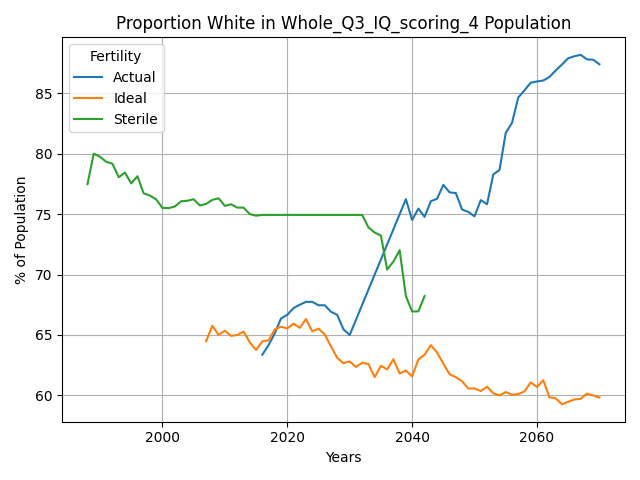 Proportion White in Whole_Q3_IQ_scoring_4 Population
Fertility
Actual
Ideal
Sterile
% of Population
85
80
75
70
65
60
2000
2020
2040
2060
Years